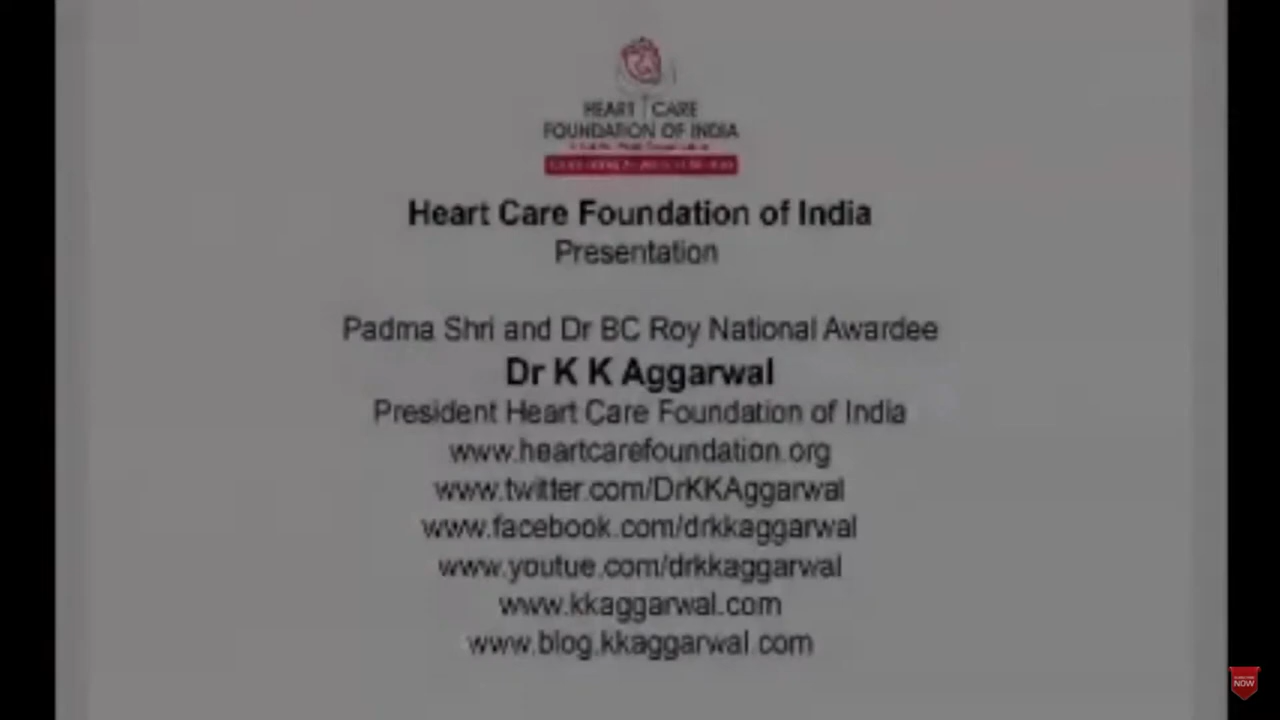 HEART CARE
FOUNDATION OF INDIA
Heart Care Foundation of India
Presentation
Padma Shri and Dr BC Roy National Awardee
Dr K K Aggarwal
President Heart Care Foundation of India
www.heartcarefoundation.org
www.twitter.com/DrKKAggarwal
www.facebook.com/drkkaggarwal
www.youtue.com/drkkaggarwal
www.kkaggarwal.com
www.blog.kkaggarwal.com
NOW